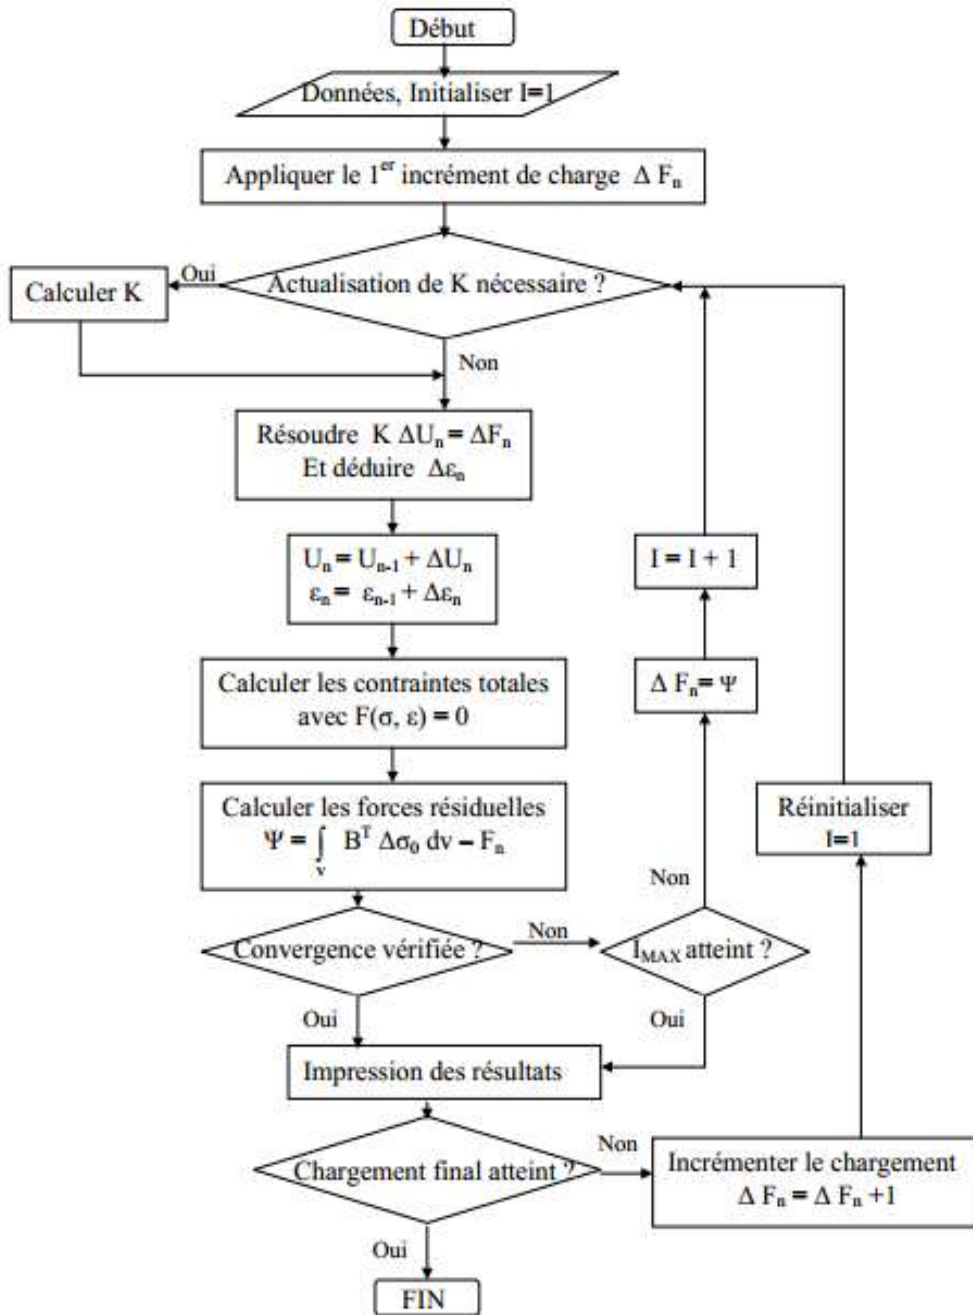 Début
Données, Initialiser I=1
Appliquer le 1er incrément de charge Δ Fn
Actualisation de K nécessaire ?
Oui
Calculer K
Non
Résoudre K ΔUn = ΔFn
Et déduire Δεn
Un = Un-1 + ΔUn
εn = εn-1 + Δεn
I = I + 1
Calculer les contraintes totales
avec F(σ, ε) = 0
Δ Fn = Ψ
Calculer les forces résiduelles
Ψ = ∫v B^T Δσ0 dv – Fn
Réinitialiser
I=1
Non
Convergence vérifiée ?
Non
IMAX atteint ?
Oui
Oui
Impression des résultats
Chargement final atteint ?
Non
Incrémenter le chargement
Δ Fn = Δ Fn +1
Oui
FIN